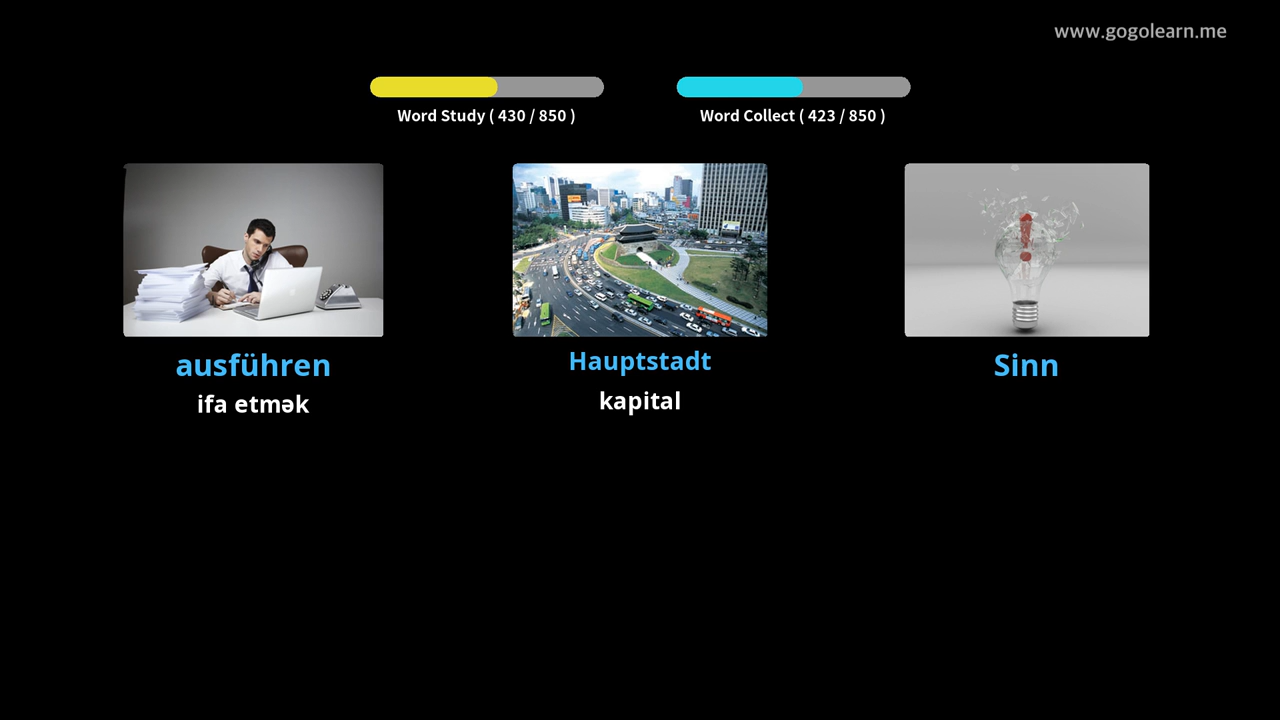 www.gogolearn.me
Word Study ( 430 / 850 )
Word Collect ( 423 / 850 )
ausführen
Hauptstadt
Sinn
ifa etmək
kapital